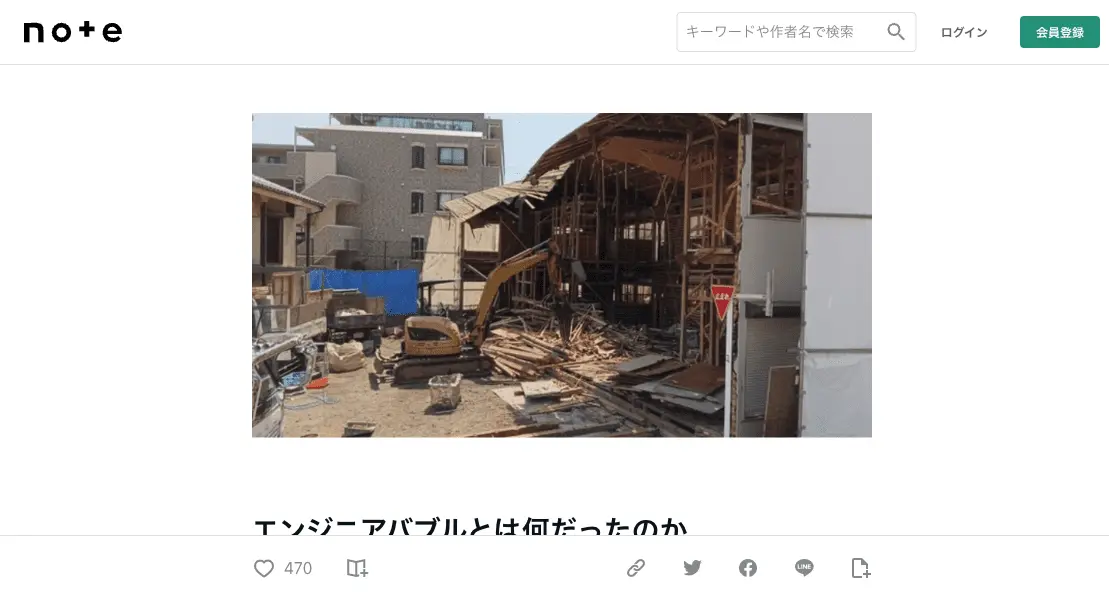 note
キーワードや作者名で検索
ログイン
会員登録
止まれ
エンジニアバブルとは何だったのか
470
LINE